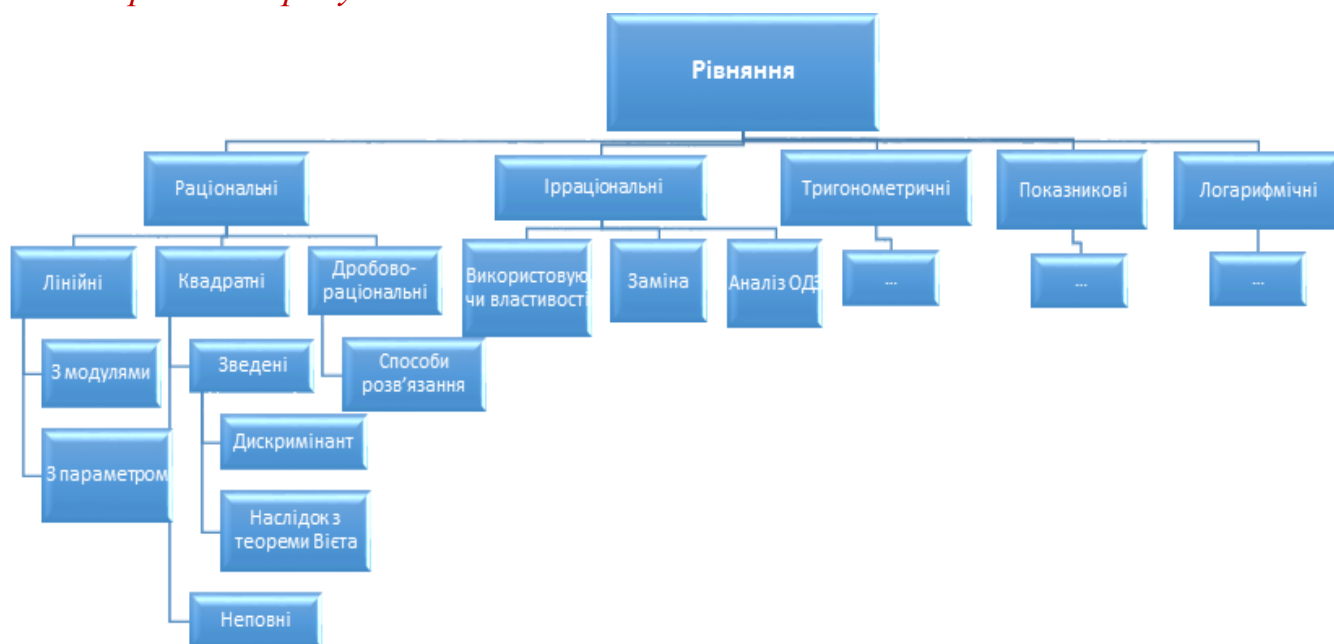 Рівняння
Раціональні
Ірраціональні
Тригонометричні
Показникові
Логарифмічні
Лінійні
Квадратні
Дробово-
раціональні
Використовую
чи властивості
Заміна
Аналіз ОДЗ
...
...
...
З модулями
З параметром
Зведені
Дискримінант
Наслідок з
теореми Вієта
Неповні
Способи
розв’язання